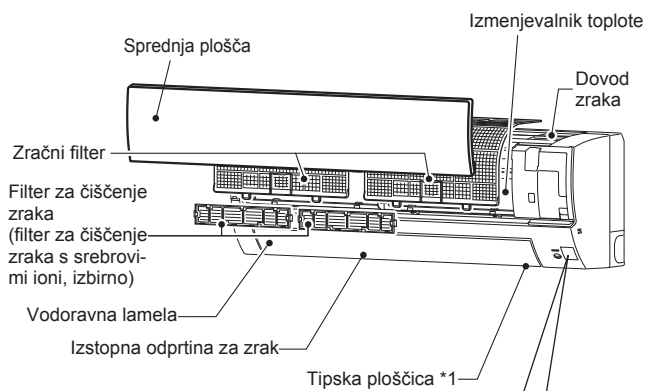 Izmenjevalnik toplote
Sprednja plošča
Dovod
zraka
Zračni filter
Filter za čiščenje
zraka
(filter za čiščenje
zraka s srebrovi-
mi ioni, izbirno)
Vodoravna lamela
Izstopna odprtina za zrak
Tipska ploščica *1